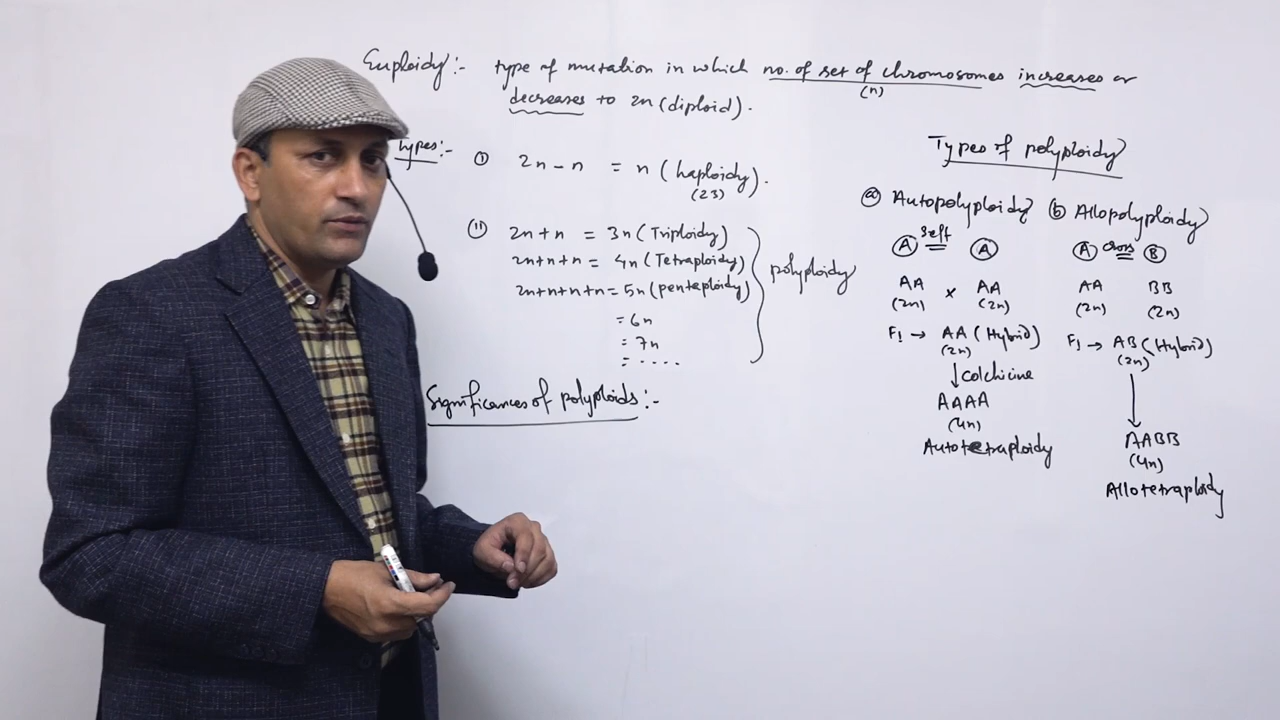 Euploidy:- type of mutation in which no. of set of chromosomes increases or
(n)
decreases to 2n (diploid).
Types:-
(i) 2n - n = n (haploidy).
(23)
(ii) 2n+n = 3n (Triploidy)
2n+n+n = 4n (Tetraploidy)
2n+n+n+n = 5n (pentaploidy)
= 6n
= 7n
= .....
polyploidy
Significances of polyploids:-
Types of polyploidy
(a) Autopolyploidy
(A) self (A)
AA x AA
(2n) (2n)
F1 → AA (Hybrid)
(2n)
↓ Colchicine
AAAA
(4n)
Autotetraploidy
(b) Allopolyploidy
(A) cross (B)
AA BB
(2n) (2n)
F1 → AB (Hybrid)
(2n)
↓
AABB
(4n)
Allotetraploidy